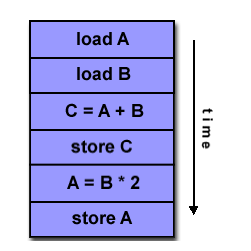 load A
load B
C = A + B
store C
A = B * 2
store A
time